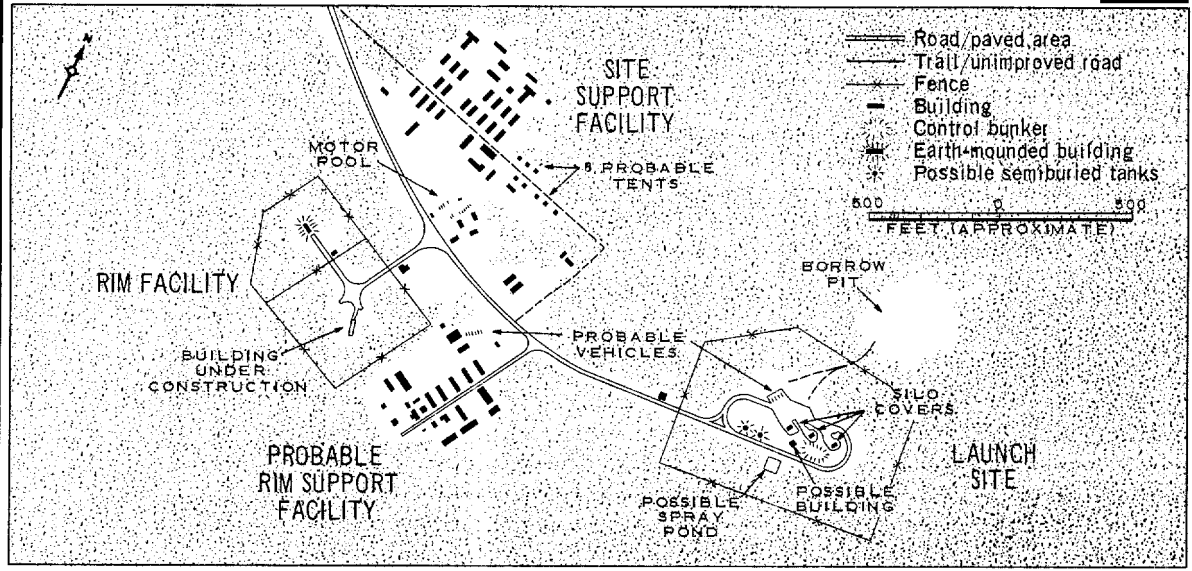 N
SITE
SUPPORT
FACILITY
Road/paved area
Trail/unimproved road
Fence
Building
Control bunker
Earth-mounded building
Possible semiburied tanks
500 0 500
FEET (APPROXIMATE)
MOTOR
POOL
8 PROBABLE
TENTS
RIM FACILITY
BORROW
PIT
BUILDING
UNDER
CONSTRUCTION
PROBABLE
VEHICLES
SILO
COVERS
PROBABLE
RIM SUPPORT
FACILITY
LAUNCH
SITE
POSSIBLE
SPRAY
POND
POSSIBLE
BUILDING